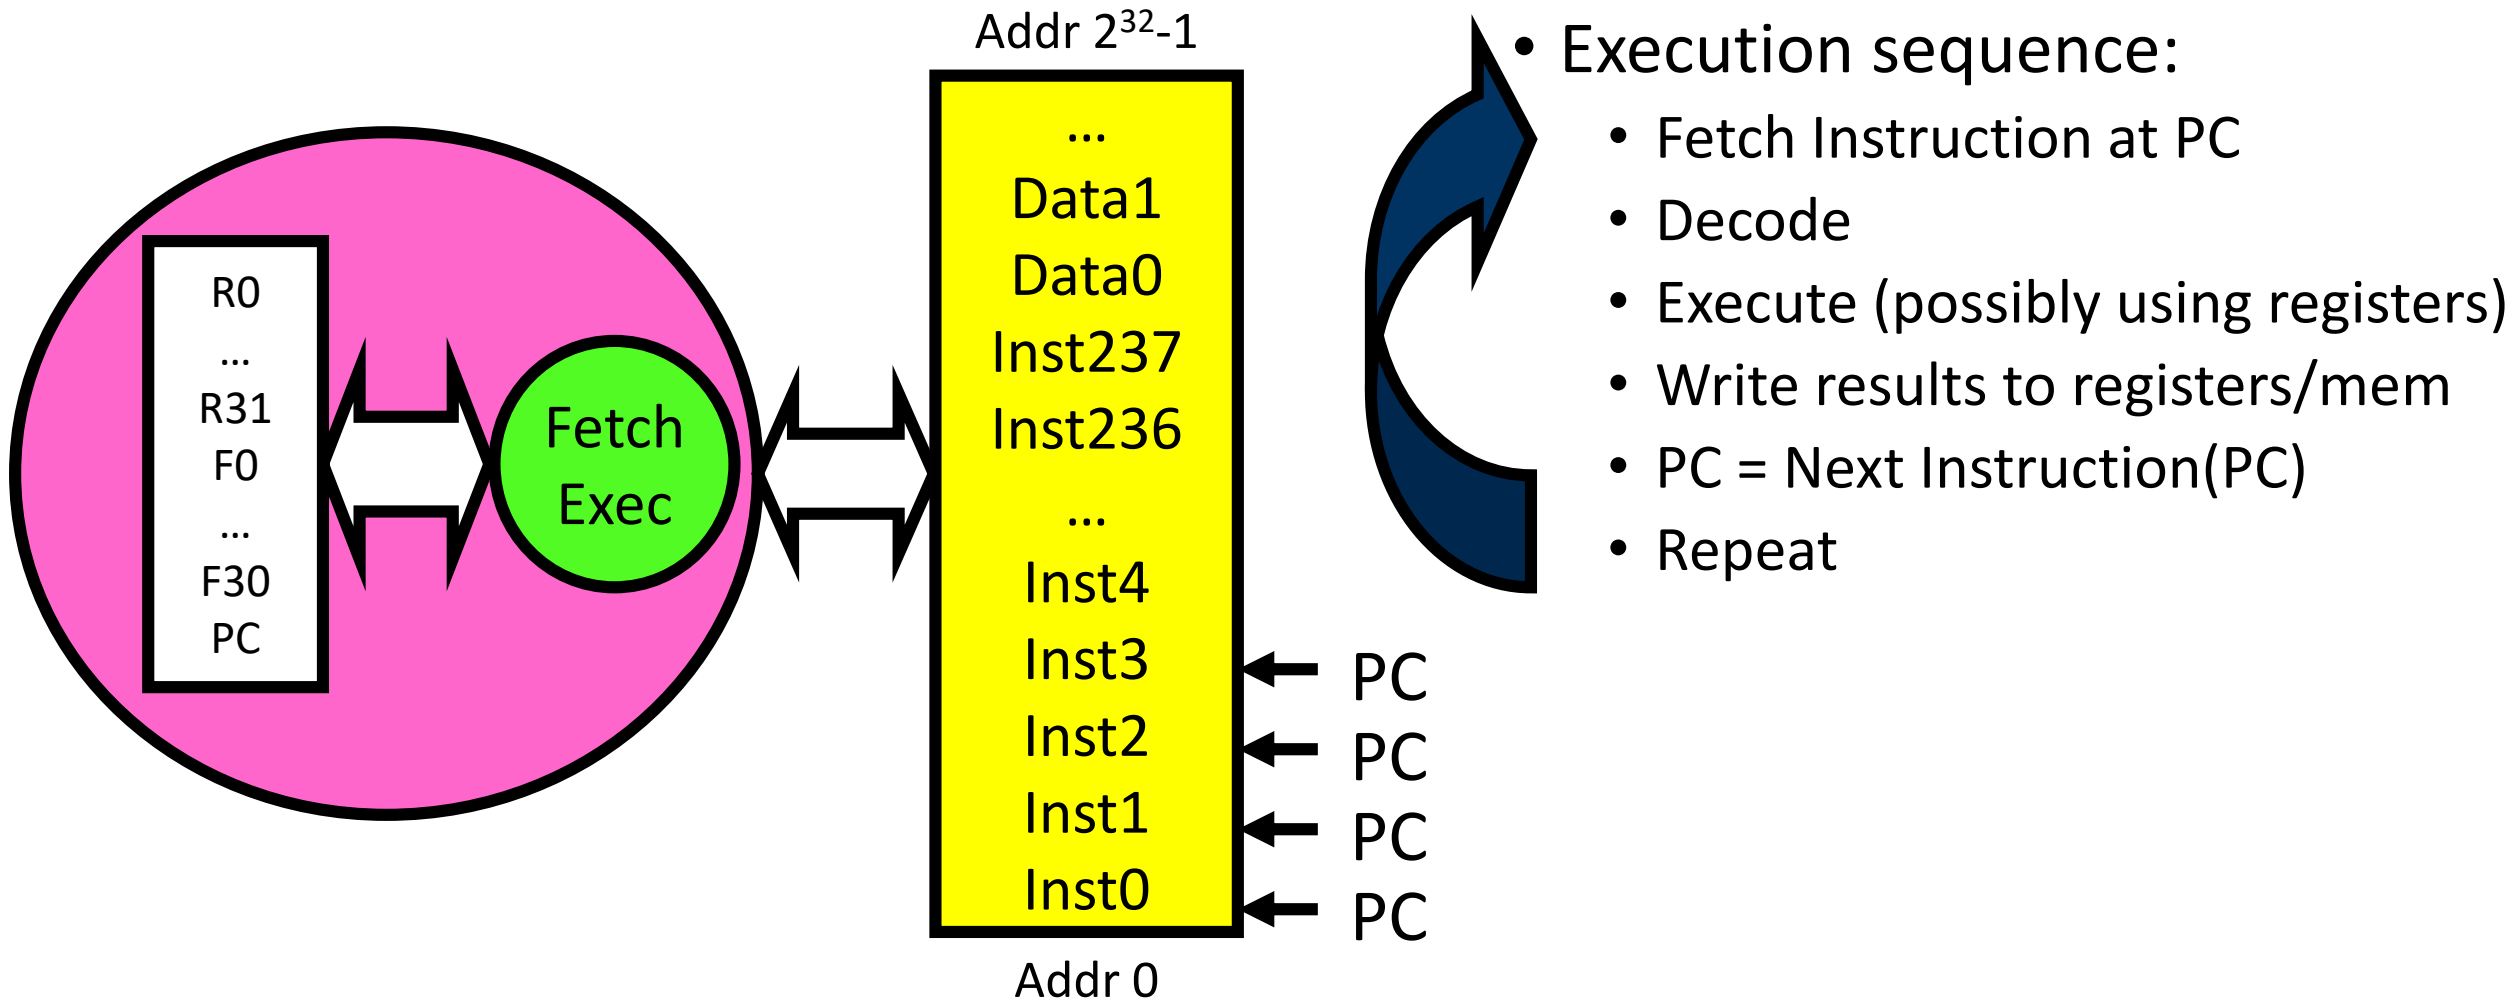 Addr 2³²-1
R0
...
R31
F0
...
F30
PC
Fetch
Exec
...
Data1
Data0
Inst237
Inst236
...
Inst4
Inst3
Inst2
Inst1
Inst0
Addr 0
PC
PC
PC
PC
• Execution sequence:
• Fetch Instruction at PC
• Decode
• Execute (possibly using registers)
• Write results to registers/mem
• PC = Next Instruction(PC)
• Repeat